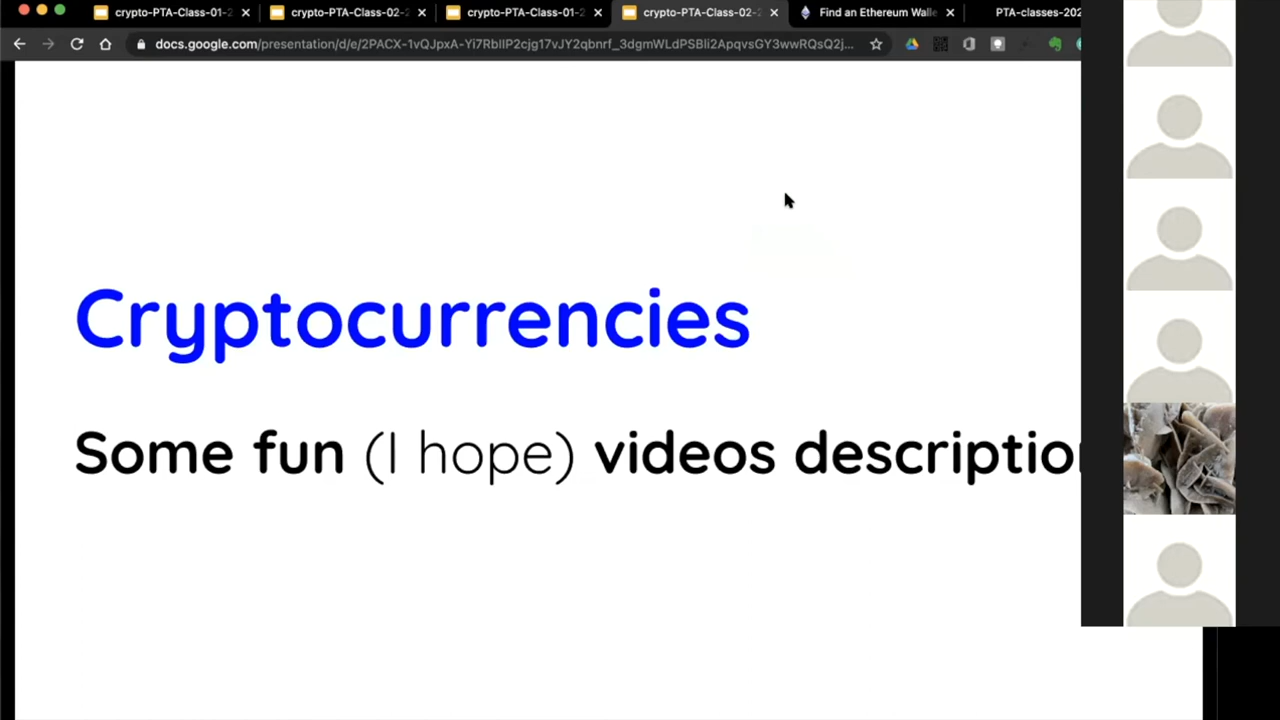 crypto-PTA-Class-01-2
crypto-PTA-Class-02-2
crypto-PTA-Class-01-2
crypto-PTA-Class-02-2
Find an Ethereum Walle
PTA-classes-202
docs.google.com/presentation/d/e/2PACX-1vQJpxA-Yi7RbIIP2cjg17vJY2qbnrf_3dgmWLdPSBli2ApqvsGY3wwRQsQ2j...
Cryptocurrencies
Some fun (I hope) videos description